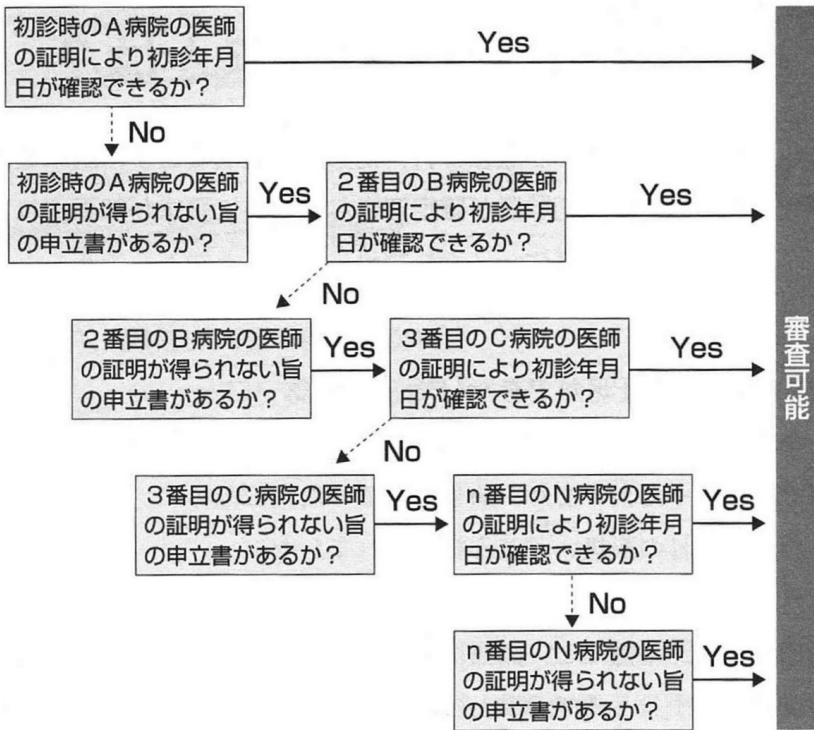 初診時のA病院の医師
の証明により初診年月
日が確認できるか?
Yes
No
初診時のA病院の医師
の証明が得られない旨
の申立書があるか?
Yes
2番目のB病院の医師
の証明により初診年月
日が確認できるか?
Yes
No
2番目のB病院の医師
の証明が得られない旨
の申立書があるか?
Yes
3番目のC病院の医師
の証明により初診年月
日が確認できるか?
Yes
No
3番目のC病院の医師
の証明が得られない旨
の申立書があるか?
Yes
n番目のN病院の医師
の証明により初診年月
日が確認できるか?
Yes
No
n番目のN病院の医師
の証明が得られない旨
の申立書があるか?
Yes
審査可能